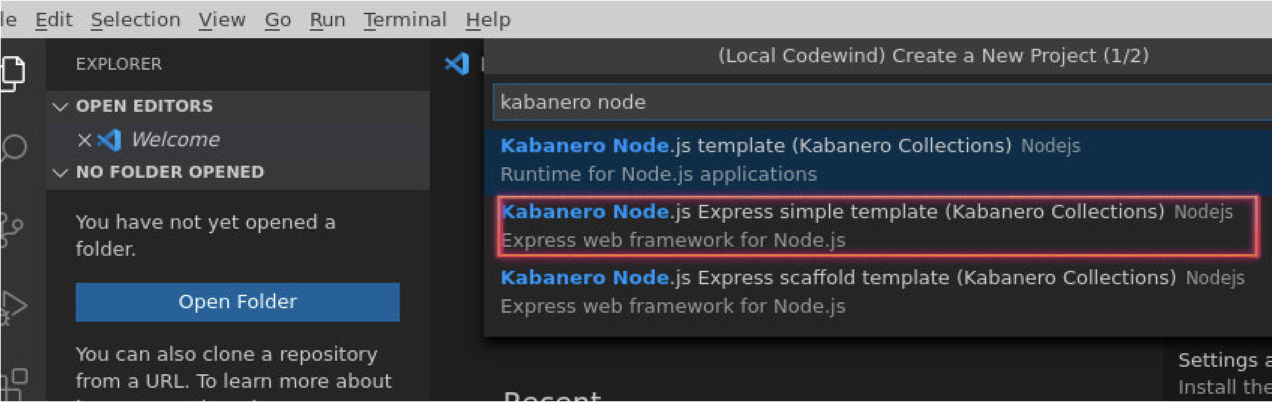 Edit Selection View Go Run Terminal Help
EXPLORER
OPEN EDITORS
Welcome
NO FOLDER OPENED
You have not yet opened a
folder.
Open Folder
You can also clone a repository
from a URL. To learn more about
(Local Codewind) Create a New Project (1/2)
kabanero node
Kabanero Node.js template (Kabanero Collections) Nodejs
Runtime for Node.js applications
Kabanero Node.js Express simple template (Kabanero Collections) Nodejs
Express web framework for Node.js
Kabanero Node.js Express scaffold template (Kabanero Collections) Nodejs
Express web framework for Node.js
Recent
Settings
Install the